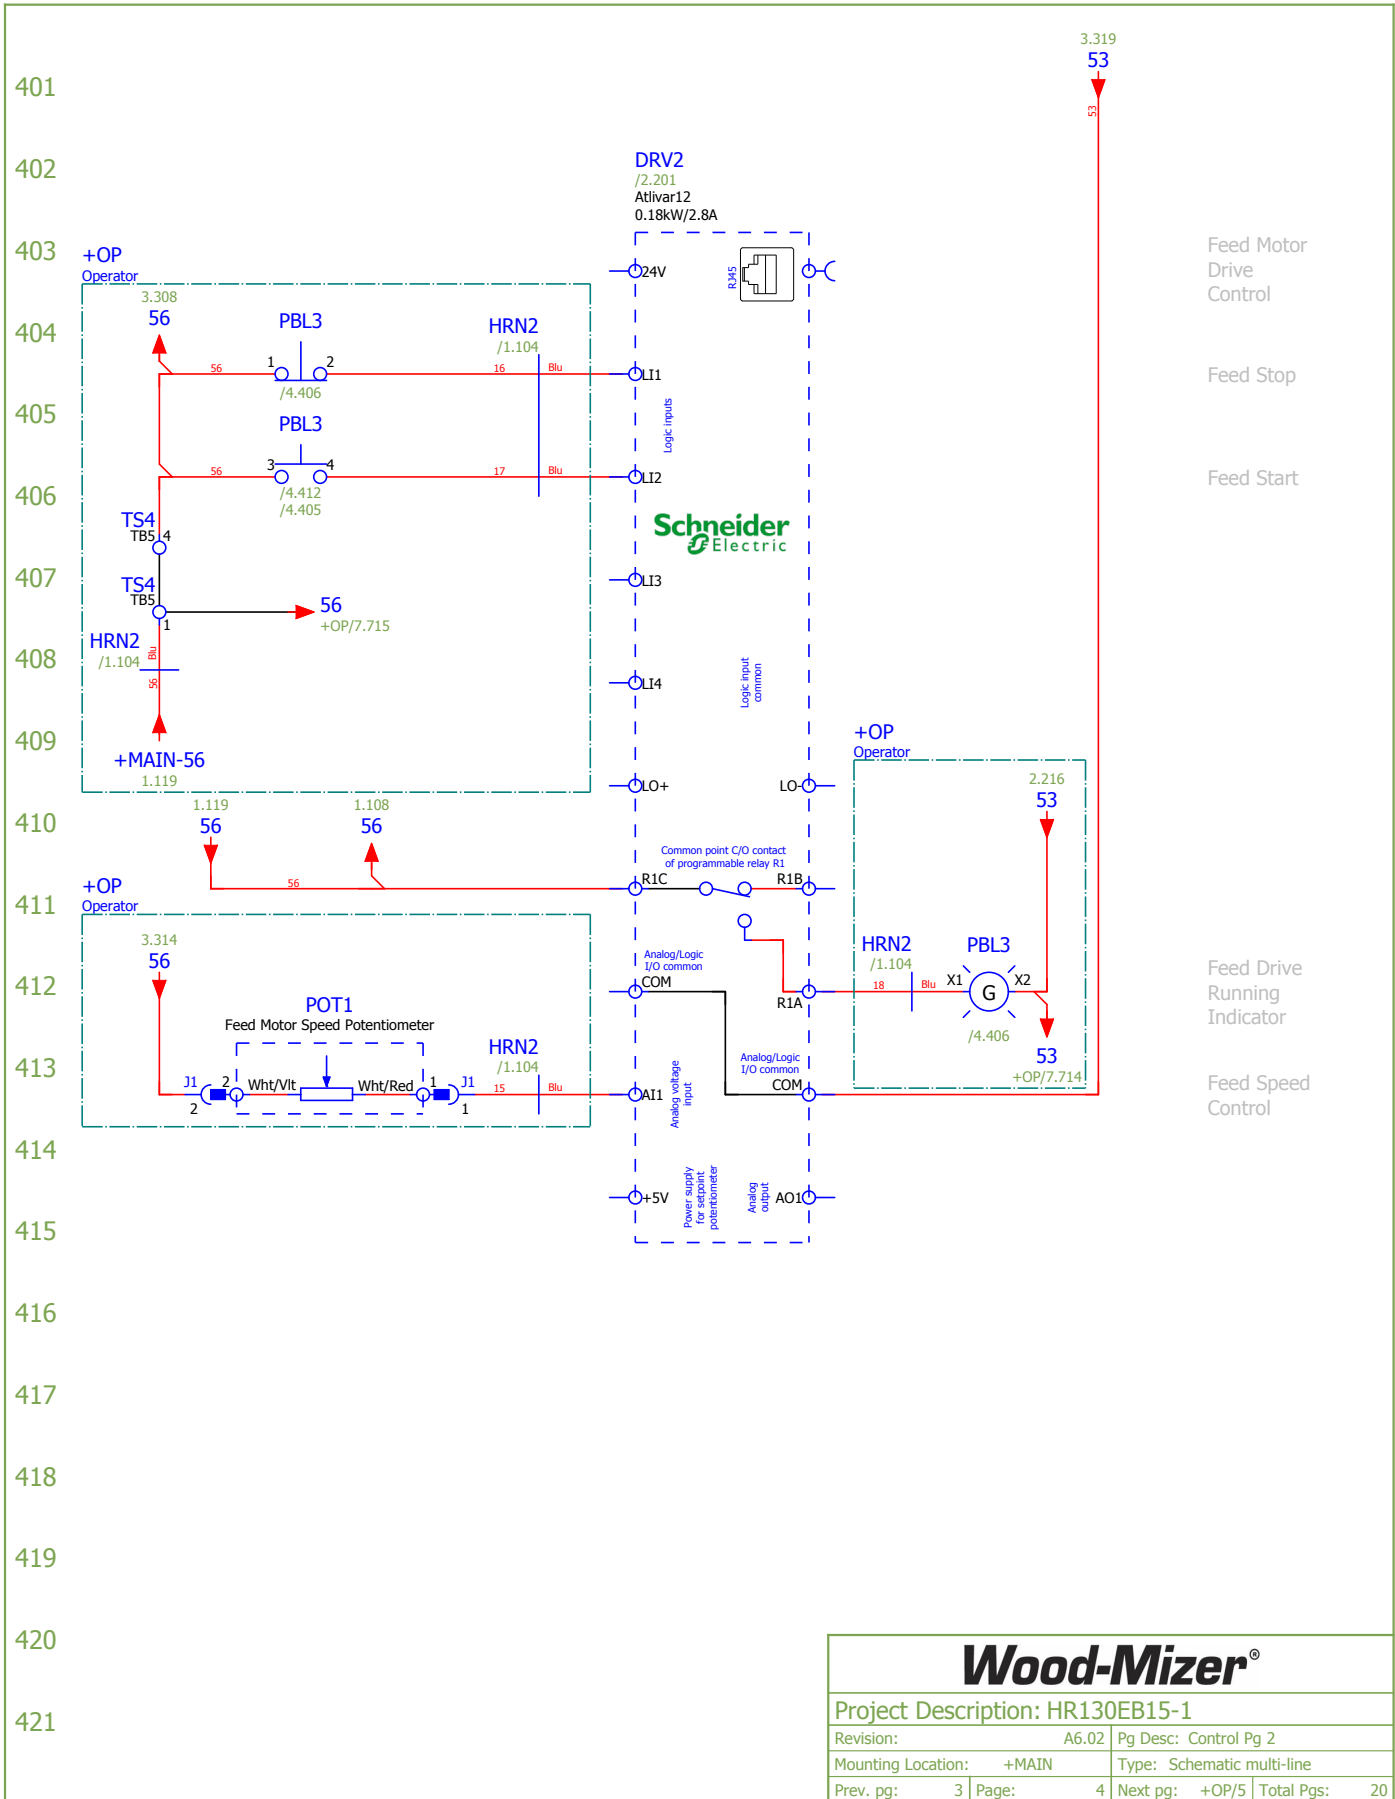 3.319
53
401
53
402
DRV2
/2.201
Atlivar12
0.18kW/2.8A
403
+OP
Operator
24V
RJ45
Feed Motor
Drive
Control
3.308
56
404
PBL3
HRN2
/1.104
1
2
56
16
Blu
LI1
/4.406
Feed Stop
405
PBL3
Logic inputs
3
4
56
17
Blu
LI2
/4.412
/4.405
Feed Start
406
TS4
TB5
4
Schneider
Electric
407
TS4
TB5
1
LI3
56
+OP/7.715
408
HRN2
/1.104
Blu
56
LI4
Logic input
common
409
+MAIN-56
1.119
+OP
Operator
LO+
LO-
2.216
53
410
1.119
56
1.108
56
Common point C/O contact
of programmable relay R1
56
R1C
R1B
411
+OP
Operator
3.314
56
HRN2
/1.104
PBL3
Analog/Logic
I/O common
COM
412
R1A
18
Blu
X1
G
X2
/4.406
Feed Drive
Running
Indicator
POT1
Feed Motor Speed Potentiometer
413
HRN2
/1.104
53
+OP/7.714
Analog/Logic
I/O common
COM
J1
2
2
Wht/Vlt
Wht/Red
1
J1
1
15
Blu
AI1
Analog voltage
input
Feed Speed
Control
414
+5V
Power supply
for setpoint
potentiometer
Analog
output
AO1
415
416
417
418
419
420
421
Wood-Mizer®
Project Description: HR130EB15-1
Revision: A6.02 Pg Desc: Control Pg 2
Mounting Location: +MAIN Type: Schematic multi-line
Prev. pg: 3 Page: 4 Next pg: +OP/5 Total Pgs: 20